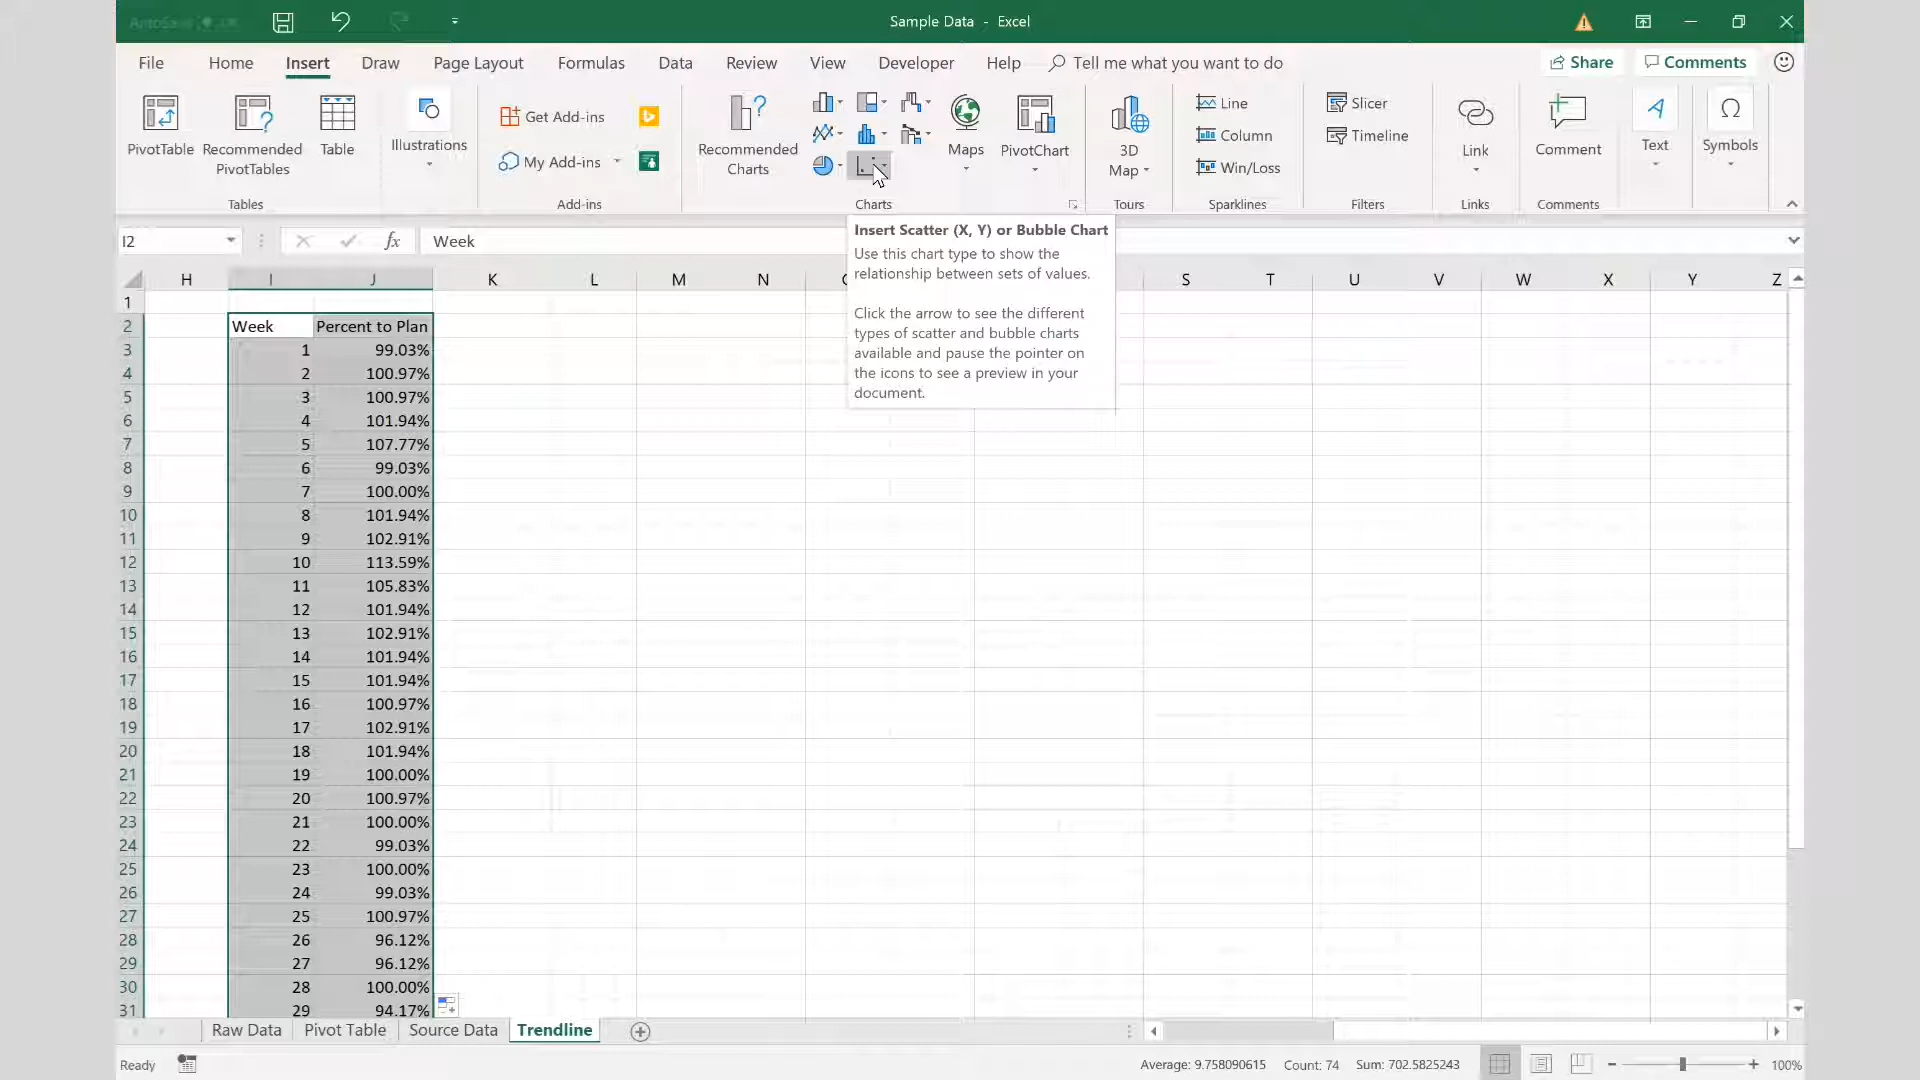 AutoSave
Sample Data - Excel
File Home Insert Draw Page Layout Formulas Data Review View Developer Help Tell me what you want to do Share Comments
PivotTable
Recommended
PivotTables
Table
Tables
Illustrations
Get Add-ins
My Add-ins
Add-ins
Recommended
Charts
Maps
PivotChart
Charts
3D
Map
Tours
Line
Column
Win/Loss
Sparklines
Slicer
Timeline
Filters
Link
Links
Comment
Comments
Text
Symbols
I2 fx Week
Insert Scatter (X, Y) or Bubble Chart
Use this chart type to show the
relationship between sets of values.
Click the arrow to see the different
types of scatter and bubble charts
available and pause the pointer on
the icons to see a preview in your
document.
H I J K L M N S T U V W X Y Z
1
2 Week Percent to Plan
3 1 99.03%
4 2 100.97%
5 3 100.97%
6 4 101.94%
7 5 107.77%
8 6 99.03%
9 7 100.00%
10 8 101.94%
11 9 102.91%
12 10 113.59%
13 11 105.83%
14 12 101.94%
15 13 102.91%
16 14 101.94%
17 15 101.94%
18 16 100.97%
19 17 102.91%
20 18 101.94%
21 19 100.00%
22 20 100.97%
23 21 100.00%
24 22 99.03%
25 23 100.00%
26 24 99.03%
27 25 100.97%
28 26 96.12%
29 27 96.12%
30 28 100.00%
31 29 94.17%
Raw Data Pivot Table Source Data Trendline
Ready Average: 9.758090615 Count: 74 Sum: 702.5825243 100%